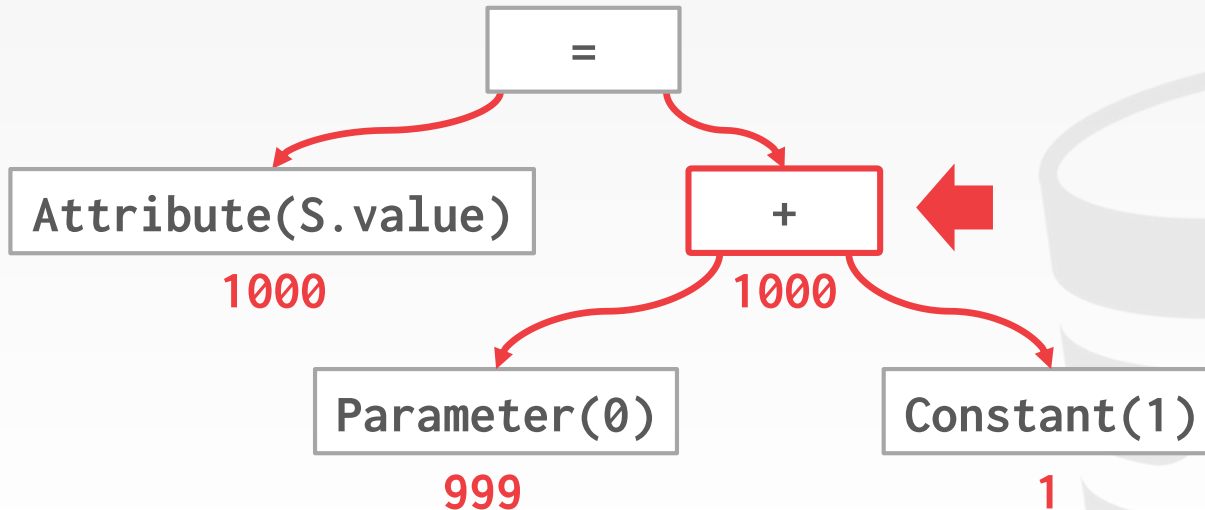 =
Attribute(S.value)
+
1000
1000
Parameter(0)
Constant(1)
999
1